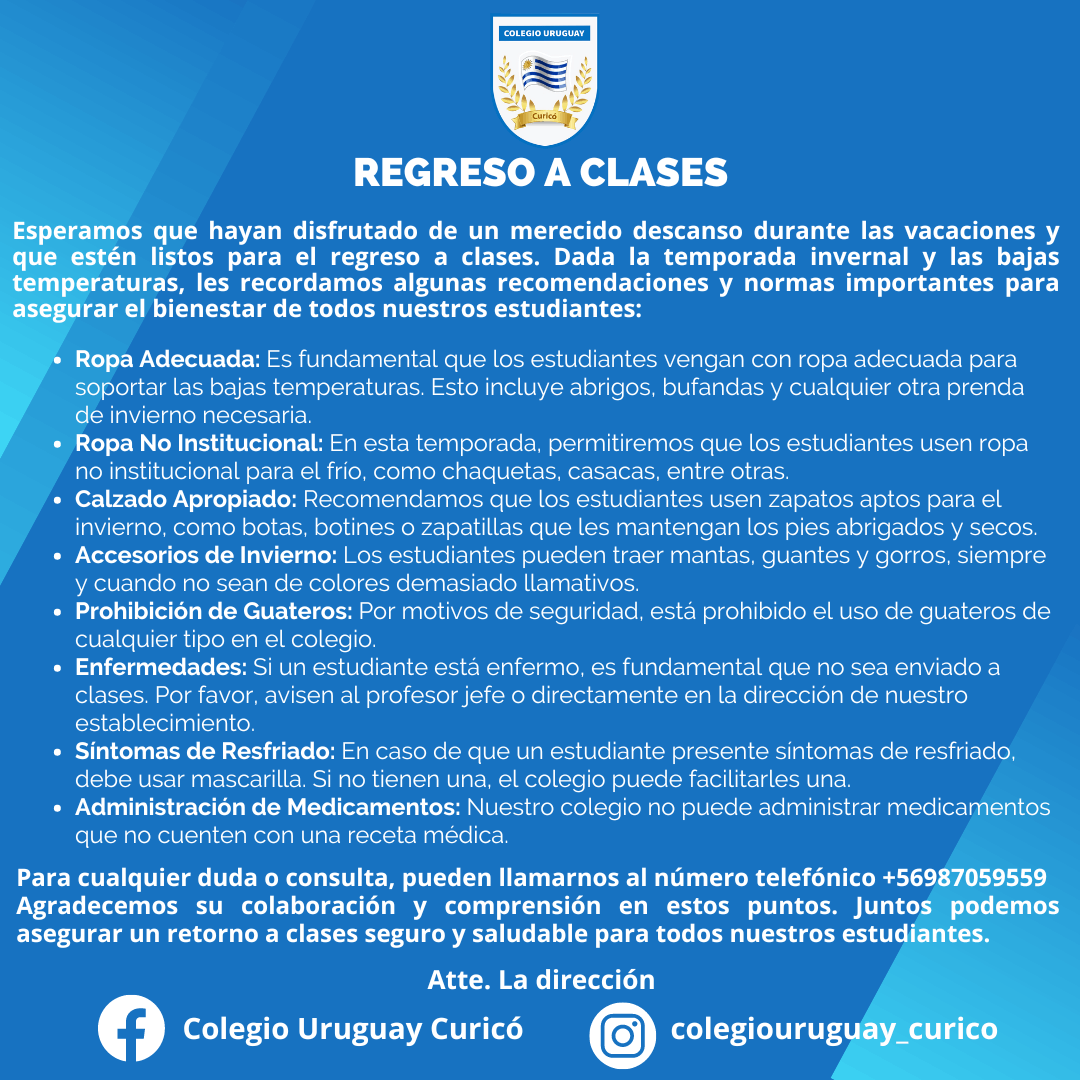 COLEGIO URUGUAY
Curicó
REGRESO A CLASES
Esperamos que hayan disfrutado de un merecido descanso durante las vacaciones y
que estén listos para el regreso a clases. Dada la temporada invernal y las bajas
temperaturas, les recordamos algunas recomendaciones y normas importantes para
asegurar el bienestar de todos nuestros estudiantes:
• Ropa Adecuada: Es fundamental que los estudiantes vengan con ropa adecuada para
soportar las bajas temperaturas. Esto incluye abrigos, bufandas y cualquier otra prenda
de invierno necesaria.
• Ropa No Institucional: En esta temporada, permitiremos que los estudiantes usen ropa
no institucional para el frío, como chaquetas, casacas, entre otras.
• Calzado Apropiado: Recomendamos que los estudiantes usen zapatos aptos para el
invierno, como botas, botines o zapatillas que les mantengan los pies abrigados y secos.
• Accesorios de Invierno: Los estudiantes pueden traer mantas, guantes y gorros, siempre
y cuando no sean de colores demasiado llamativos.
• Prohibición de Guateros: Por motivos de seguridad, está prohibido el uso de guateros de
cualquier tipo en el colegio.
• Enfermedades: Si un estudiante está enfermo, es fundamental que no sea enviado a
clases. Por favor, avisen al profesor jefe o directamente en la dirección de nuestro
establecimiento.
• Síntomas de Resfriado: En caso de que un estudiante presente síntomas de resfriado,
debe usar mascarilla. Si no tienen una, el colegio puede facilitarles una.
• Administración de Medicamentos: Nuestro colegio no puede administrar medicamentos
que no cuenten con una receta médica.
Para cualquier duda o consulta, pueden llamarnos al número telefónico +56987059559
Agradecemos su colaboración y comprensión en estos puntos. Juntos podemos
asegurar un retorno a clases seguro y saludable para todos nuestros estudiantes.
Atte. La dirección
Colegio Uruguay Curicó
colegiouruguay_curico